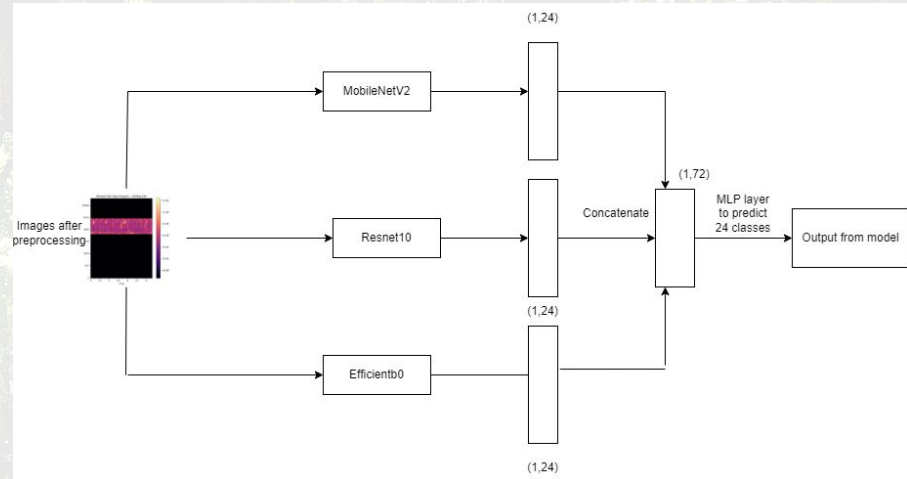 (1,24)
MobileNetV2
(1,72)
Images after
preprocessing
Resnet10
Concatenate
MLP layer
to predict
24 classes
Output from model
(1,24)
Efficientb0
(1,24)